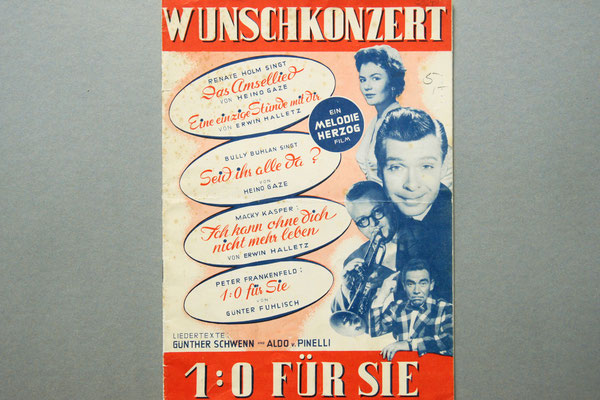 WUNSCHKONZERT
RENATE HOLM SINGT
Das Amsellied
VON HEINO GAZE
Eine einzige Stunde mit dir
VON ERWIN HALLETZ
EIN
MELODIE
HERZOG
FILM
BULLY BUHLAN SINGT
Seid ihr alle da?
VON
HEINO GAZE
MACKY KASPER:
Ich kann ohne dich
nicht mehr leben
VON ERWIN HALLETZ
PETER FRANKENFELD:
1:0 für Sie
VON
GÜNTER FUHLISCH
LIEDERTEXTE:
GÜNTHER SCHWENN UND ALDO v. PINELLI
1:0 FÜR SIE